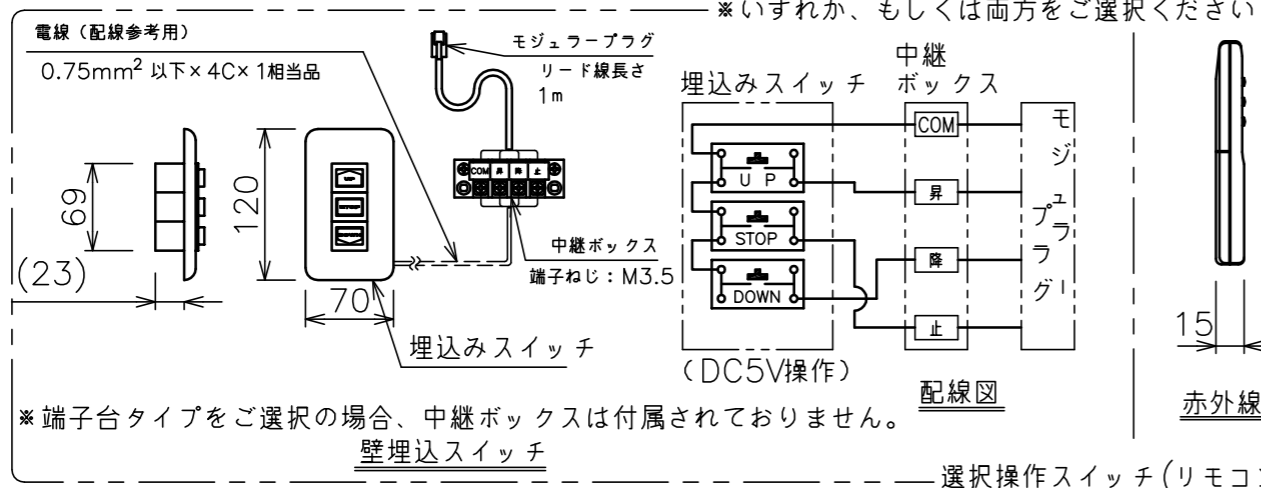 ※いずれか、もしくは両方をご選択ください
電線（配線参考用）
0.75mm² 以下×4C×1相当品
モジュラープラグ
リード線長さ
1m
69
(23)
120
70
COM 昇 降 止
中継ボックス
端子ねじ：M3.5
埋込みスイッチ
埋込みスイッチ
中継
ボックス
UP
STOP
DOWN
(DC5V操作)
COM
昇
降
止
モジュラープラグ
配線図
15
赤外線
※端子台タイプをご選択の場合、中継ボックスは付属されておりません。
壁埋込スイッチ
選択操作スイッチ(リモコン